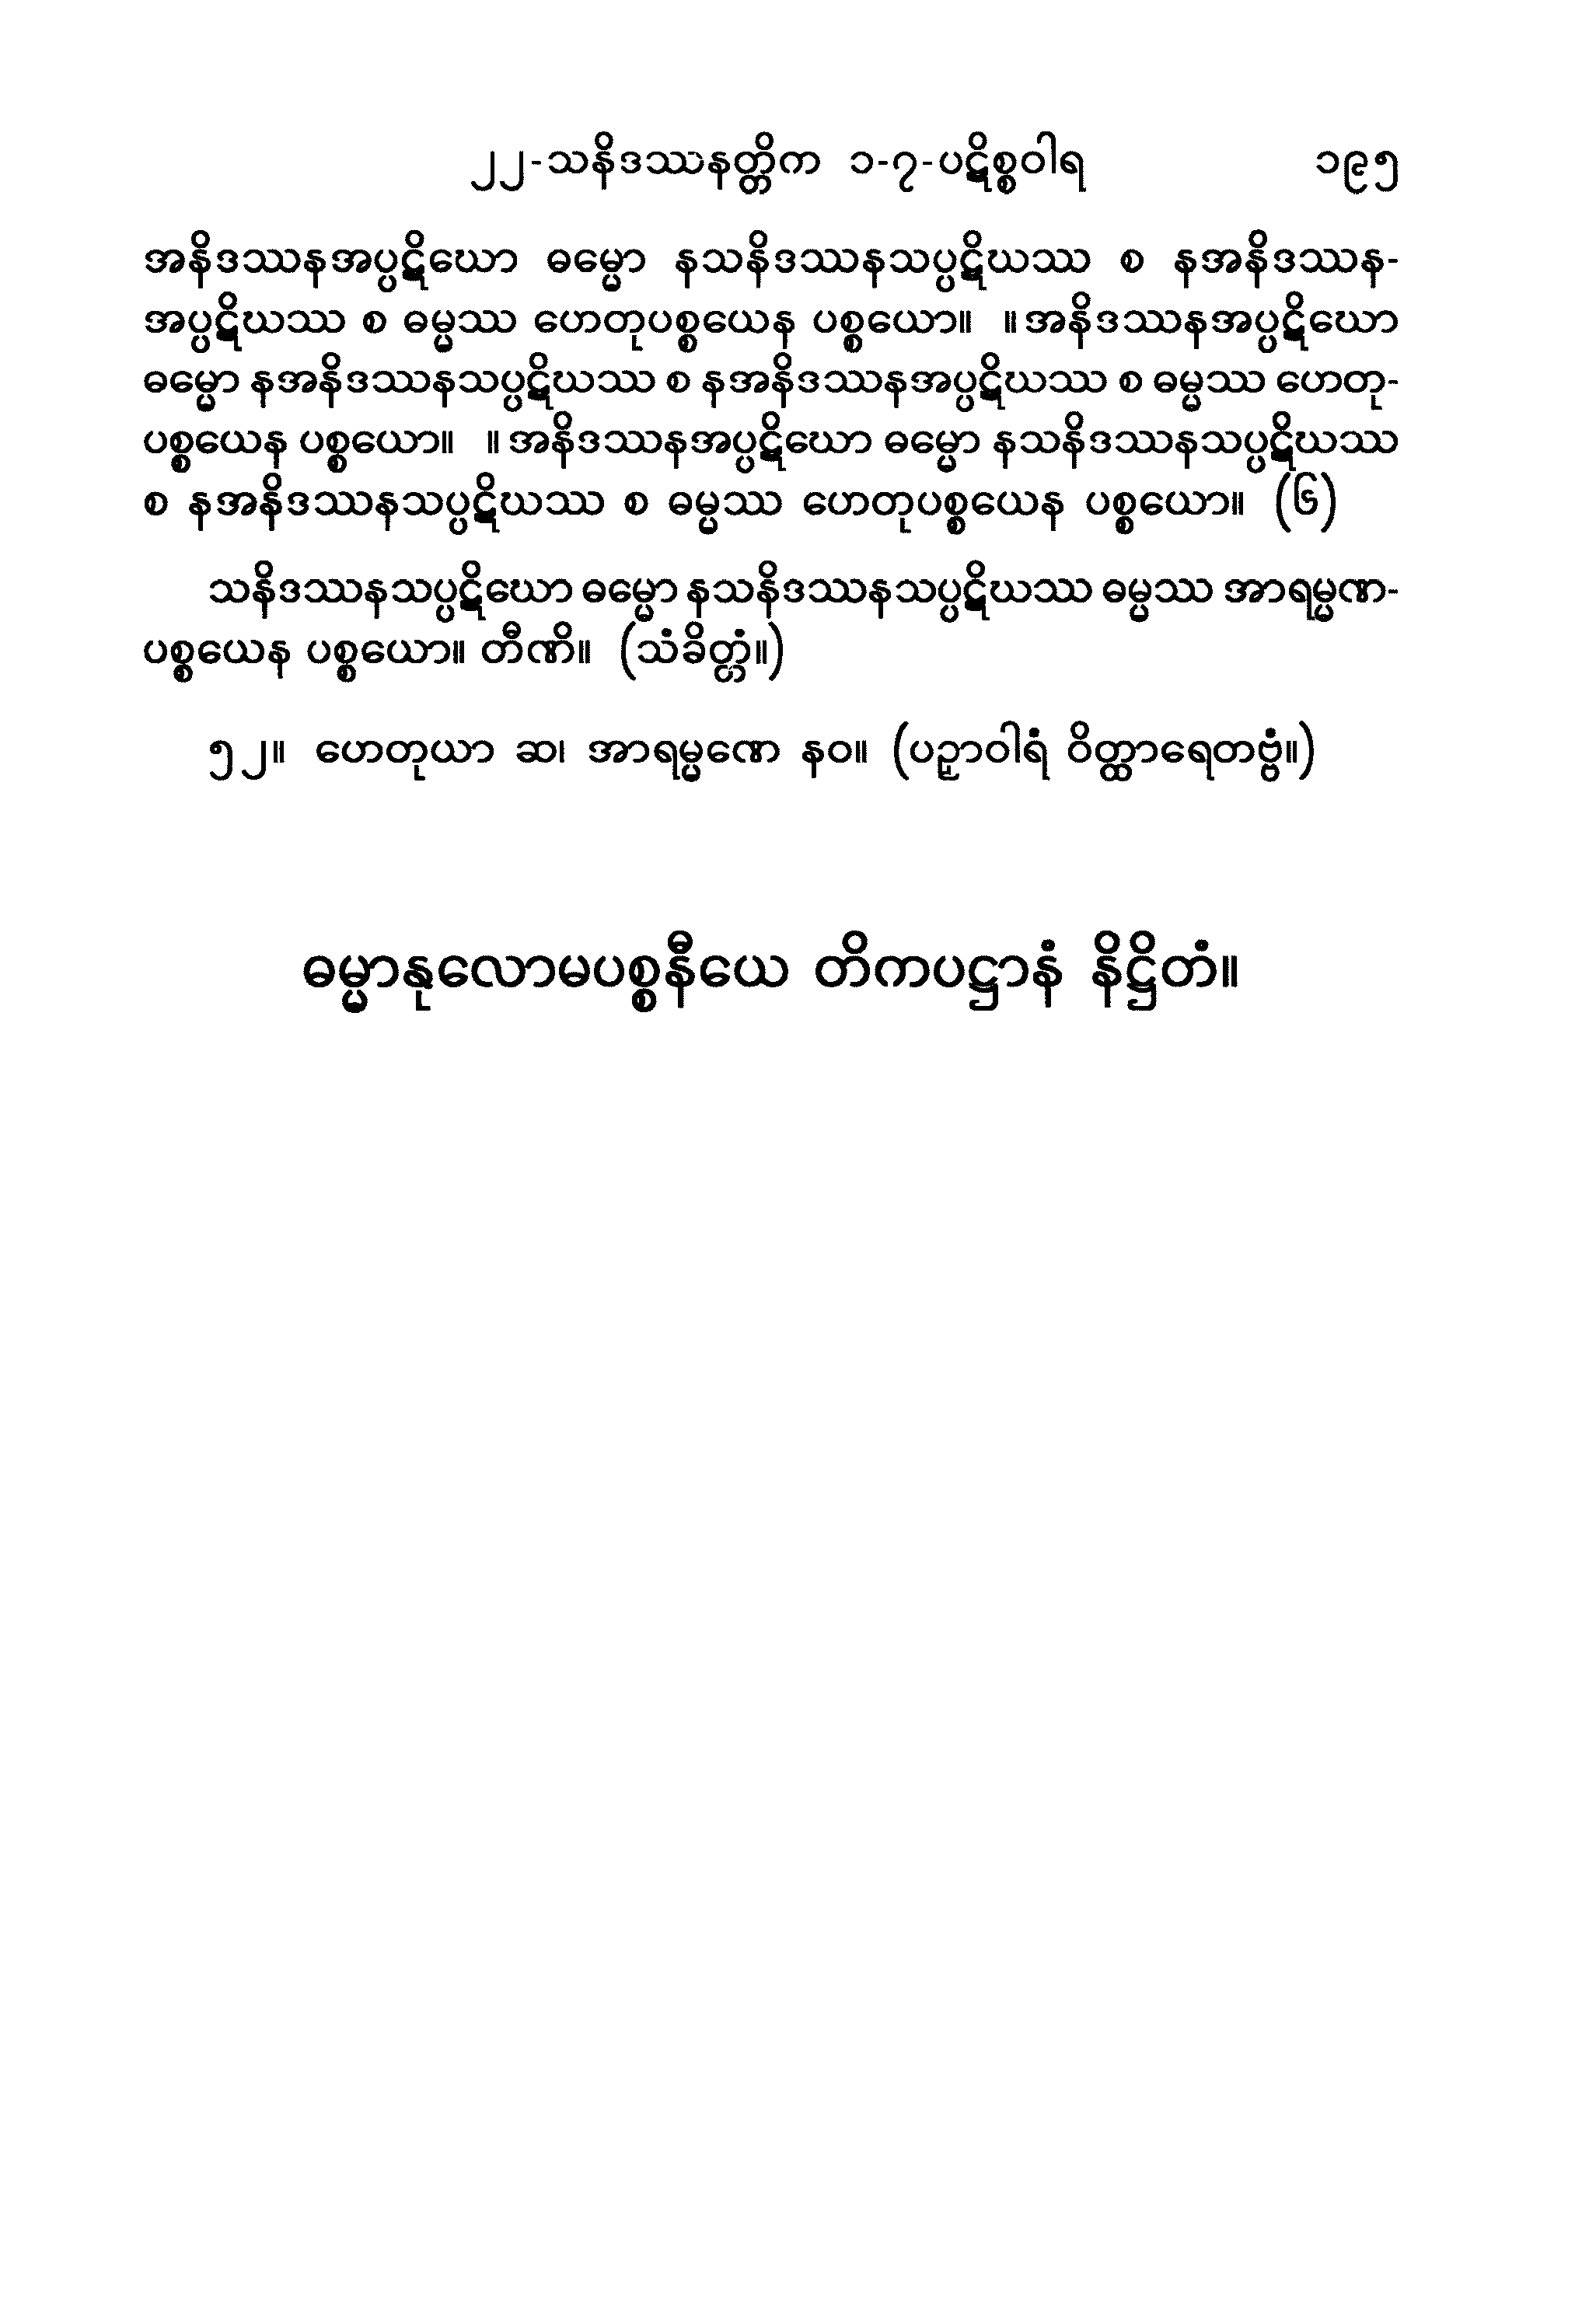 ၂၂-သနိဒဿနတ္တိက ၁-၇-ပဋိစ္စဝါရ ၁၉၅
အနိဒဿနအပ္ပဋိဃော ဓမ္မော နသနိဒဿနသပ္ပဋိဃဿ စ နအနိဒဿန-
အပ္ပဋိဃဿ စ ဓမ္မဿ ဟေတုပစ္စယေန ပစ္စယော။ ။အနိဒဿနအပ္ပဋိဃော
ဓမ္မော နအနိဒဿနသပ္ပဋိဃဿ စ နအနိဒဿနအပ္ပဋိဃဿ စ ဓမ္မဿ ဟေတု-
ပစ္စယေန ပစ္စယော။ ။အနိဒဿနအပ္ပဋိဃော ဓမ္မော နသနိဒဿနသပ္ပဋိဃဿ
စ နအနိဒဿနသပ္ပဋိဃဿ စ ဓမ္မဿ ဟေတုပစ္စယေန ပစ္စယော။ (၆)
သနိဒဿနသပ္ပဋိဃော ဓမ္မော နသနိဒဿနသပ္ပဋိဃဿ ဓမ္မဿ အာရမ္မဏ-
ပစ္စယေန ပစ္စယော။ တီဏိ။ (သံခိတ္တံ။)
၅၂။ ဟေတုယာ ဆ၊ အာရမ္မဏေ နဝ။ (ပဉှာဝါရံ ဝိတ္ထာရေတဗ္ဗံ။)
ဓမ္မာနုလောမပစ္စနီယေ တိကပဋ္ဌာနံ နိဋ္ဌိတံ။